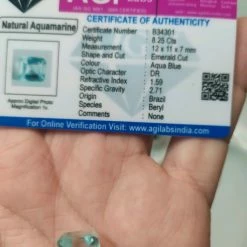 CERTIFICATE OF AUTHENTICITY
Natural Aquamarine
Certificate Number : B34301
Weight : 8.25 Cts
Measurement : 12 x 11 x 7 mm
Shape and Cut : Emerald Cut
Colour : Aqua Blue
Optic Character : DR
Refractive Index : 1.59
Specific Gravity : 2.71
Origin : Brazil
Species : Beryl
Comments : None
Approx Digital Photo
Magnification 1x
For Online Verification Visit: www.agilabsindia.com